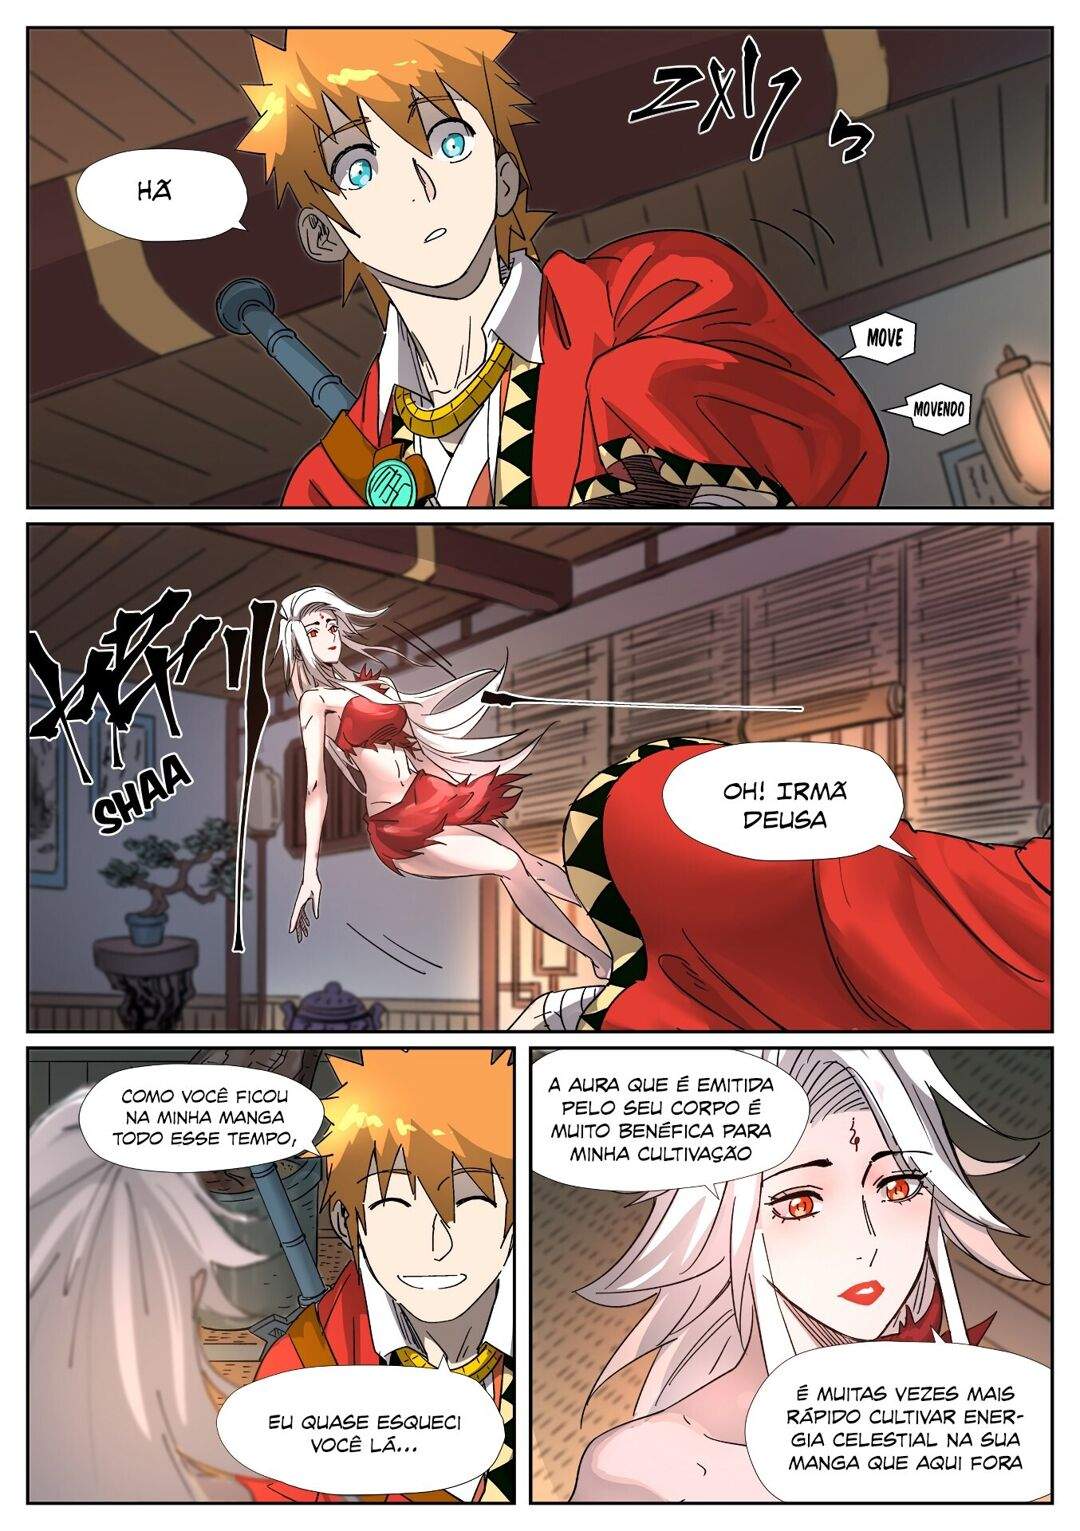 HÃ
MOVE
MOVENDO
SHAA
OH! IRMÃ
DEUSA
COMO VOCÊ FICOU
NA MINHA MANGA
TODO ESSE TEMPO,
EU QUASE ESQUECI
VOCÊ LÁ...
A AURA QUE É EMITIDA
PELO SEU CORPO É
MUITO BENÉFICA PARA
MINHA CULTIVAÇÃO
É MUITAS VEZES MAIS
RÁPIDO CULTIVAR ENER-
GIA CELESTIAL NA SUA
MANGA QUE AQUI FORA